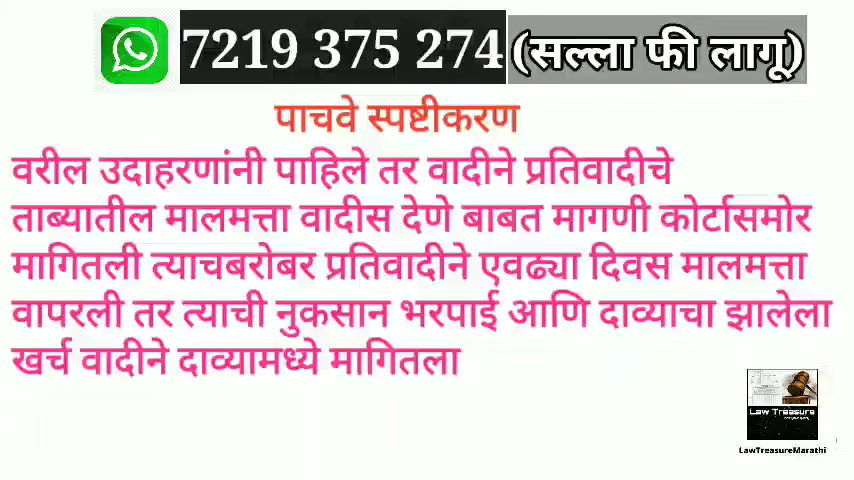 7219 375 274 (सल्ला फी लागू)
पाचवे स्पष्टीकरण
वरील उदाहरणांनी पाहिले तर वादीने प्रतिवादीचे
ताब्यातील मालमत्ता वादीस देणे बाबत मागणी कोर्टासमोर
मागितली त्याचबरोबर प्रतिवादीने एवढ्या दिवस मालमत्ता
वापरली तर त्याची नुकसान भरपाई आणि दाव्याचा झालेला
खर्च वादीने दाव्यामध्ये मागितला
Law Treasure
LawTreasureMarathi